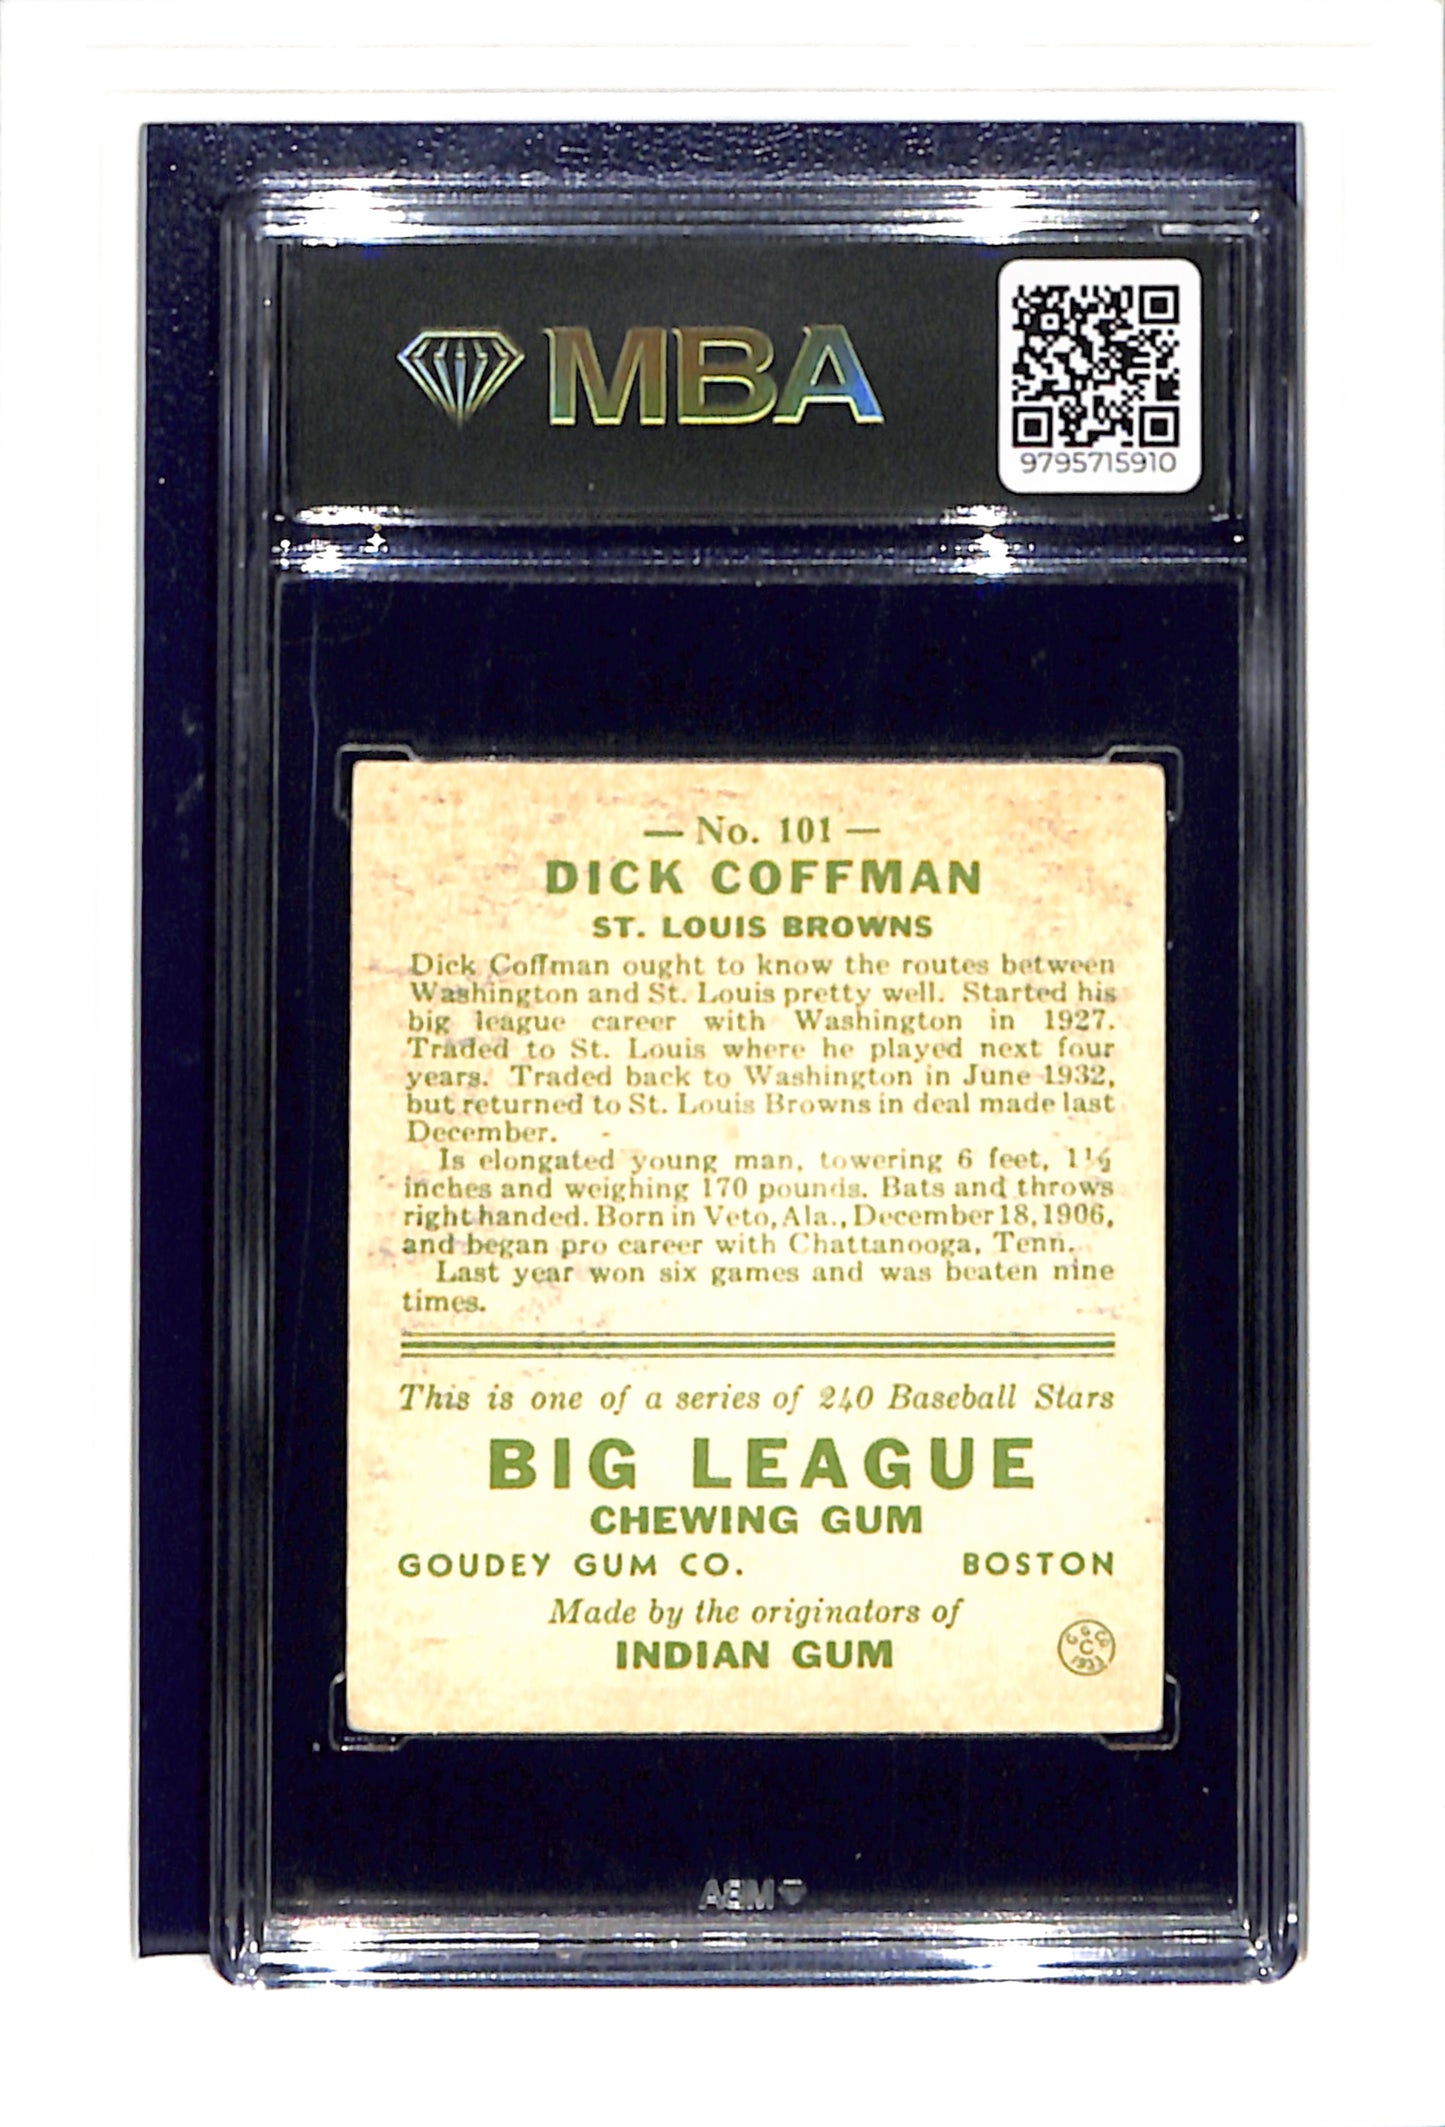 MBA
9795715910
— No. 101 —
DICK COFFMAN
ST. LOUIS BROWNS
Dick Coffman ought to know the routes between
Washington and St. Louis pretty well. Started his
big league career with Washington in 1927.
Traded to St. Louis where he played next four
years. Traded back to Washington in June 1932,
but returned to St. Louis Browns in deal made last
December.
Is elongated young man, towering 6 feet, 1½
inches and weighing 170 pounds. Bats and throws
right handed. Born in Veto, Ala., December 18, 1906,
and began pro career with Chattanooga, Tenn.
Last year won six games and was beaten nine
times.
This is one of a series of 240 Baseball Stars
BIG LEAGUE
CHEWING GUM
GOUDEY GUM CO. BOSTON
Made by the originators of
INDIAN GUM
G G CO
C
1933